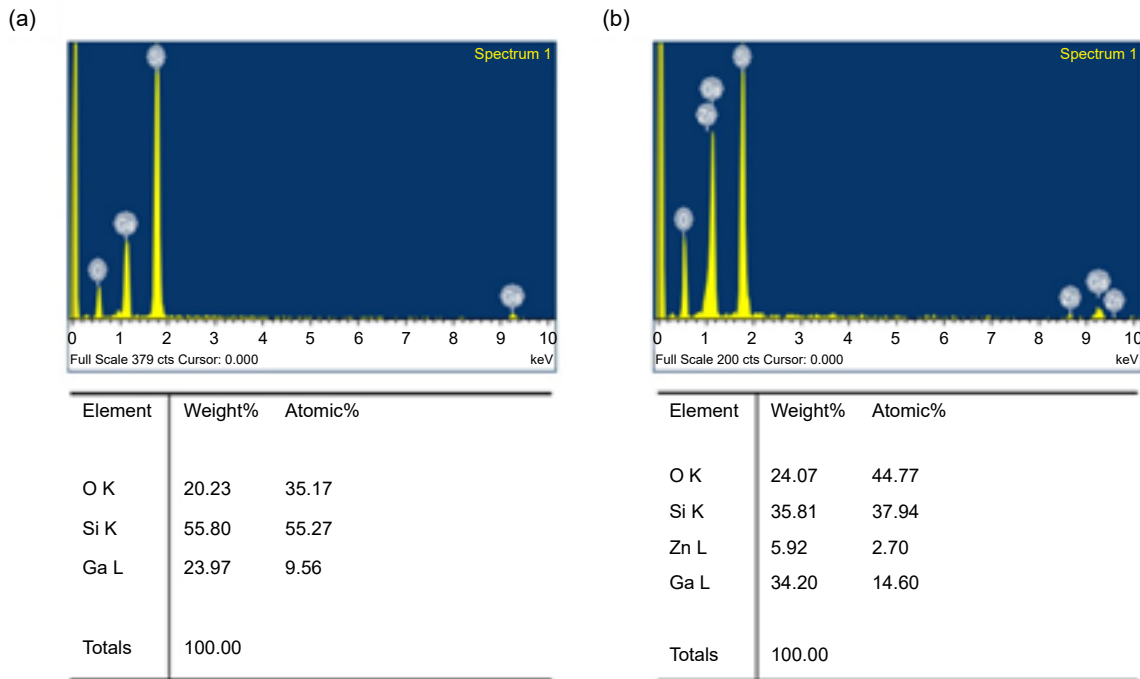 (a)
Spectrum 1
0 1 2 3 4 5 6 7 8 9 10
Full Scale 379 cts Cursor: 0.000 keV
Element Weight% Atomic%
O K 20.23 35.17
Si K 55.80 55.27
Ga L 23.97 9.56
Totals 100.00
(b)
Spectrum 1
0 1 2 3 4 5 6 7 8 9 10
Full Scale 200 cts Cursor: 0.000 keV
Element Weight% Atomic%
O K 24.07 44.77
Si K 35.81 37.94
Zn L 5.92 2.70
Ga L 34.20 14.60
Totals 100.00